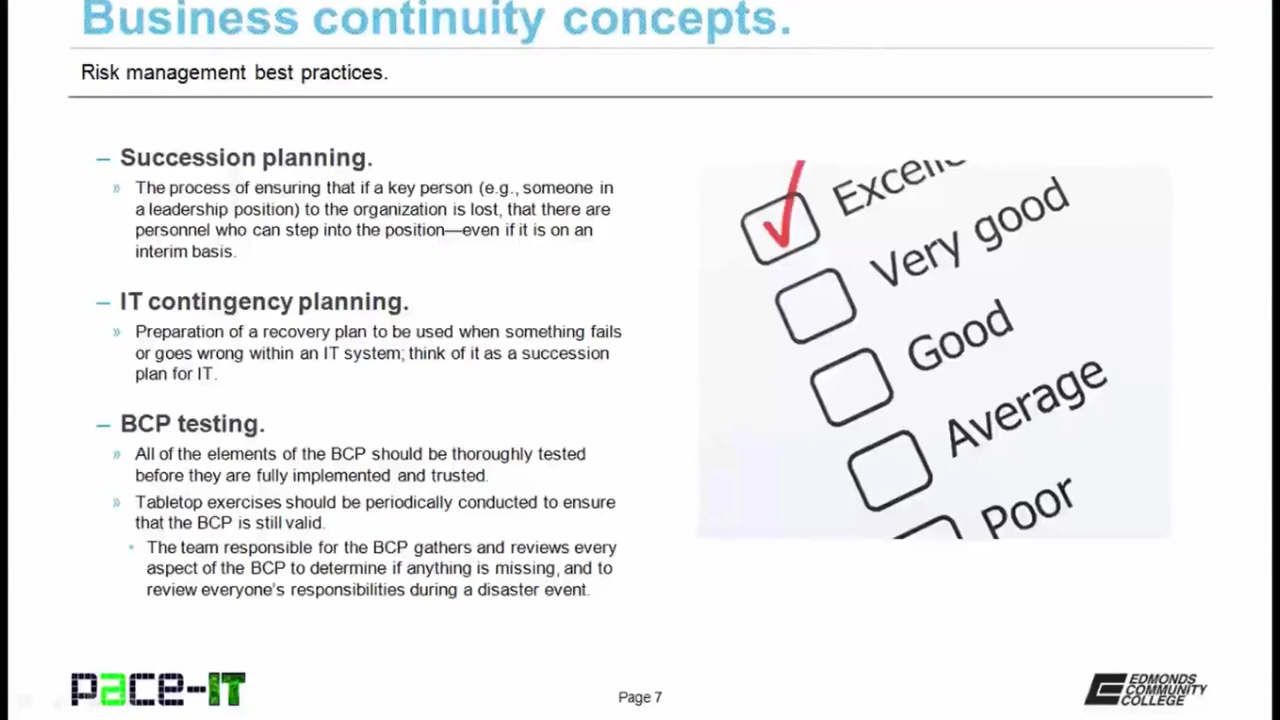 Business continuity concepts.
Risk management best practices.
– Succession planning.
» The process of ensuring that if a key person (e.g., someone in
a leadership position) to the organization is lost, that there are
personnel who can step into the position—even if it is on an
interim basis.
– IT contingency planning.
» Preparation of a recovery plan to be used when something fails
or goes wrong within an IT system; think of it as a succession
plan for IT.
– BCP testing.
» All of the elements of the BCP should be thoroughly tested
before they are fully implemented and trusted.
» Tabletop exercises should be periodically conducted to ensure
that the BCP is still valid.
• The team responsible for the BCP gathers and reviews every
aspect of the BCP to determine if anything is missing, and to
review everyone's responsibilities during a disaster event.
Very good
Good
Average
Poor
pace-IT
Page 7
EDMONDS
COMMUNITY
COLLEGE